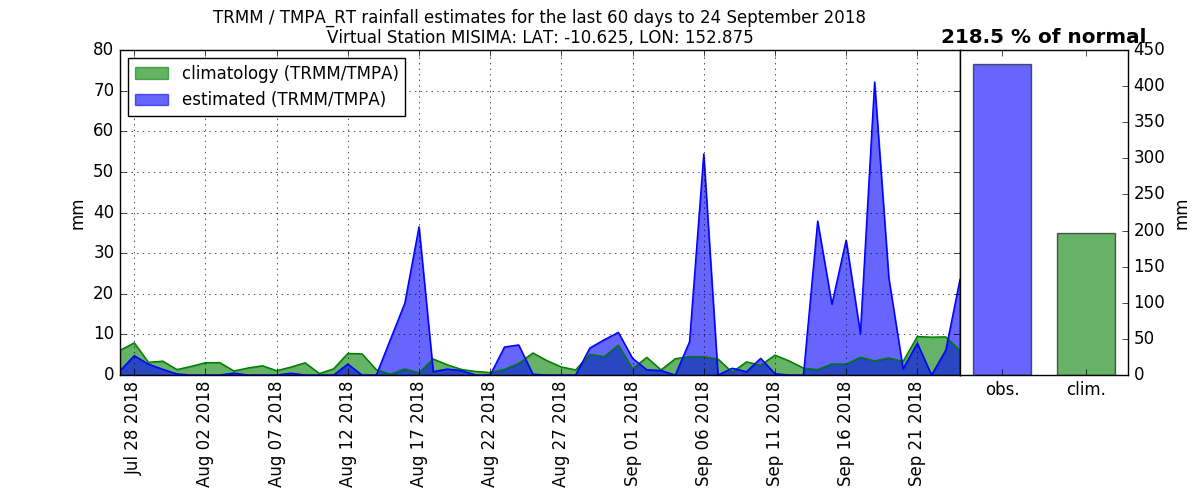 TRMM / TMPA_RT rainfall estimates for the last 60 days to 24 September 2018
Virtual Station MISIMA: LAT: -10.625, LON: 152.875
218.5 % of normal
climatology (TRMM/TMPA)
estimated (TRMM/TMPA)
80
70
60
50
40
30
20
10
0
mm
Jul 28 2018
Aug 02 2018
Aug 07 2018
Aug 12 2018
Aug 17 2018
Aug 22 2018
Aug 27 2018
Sep 01 2018
Sep 06 2018
Sep 11 2018
Sep 16 2018
Sep 21 2018
obs.
clim.
450
400
350
300
250
200
150
100
50
0
mm